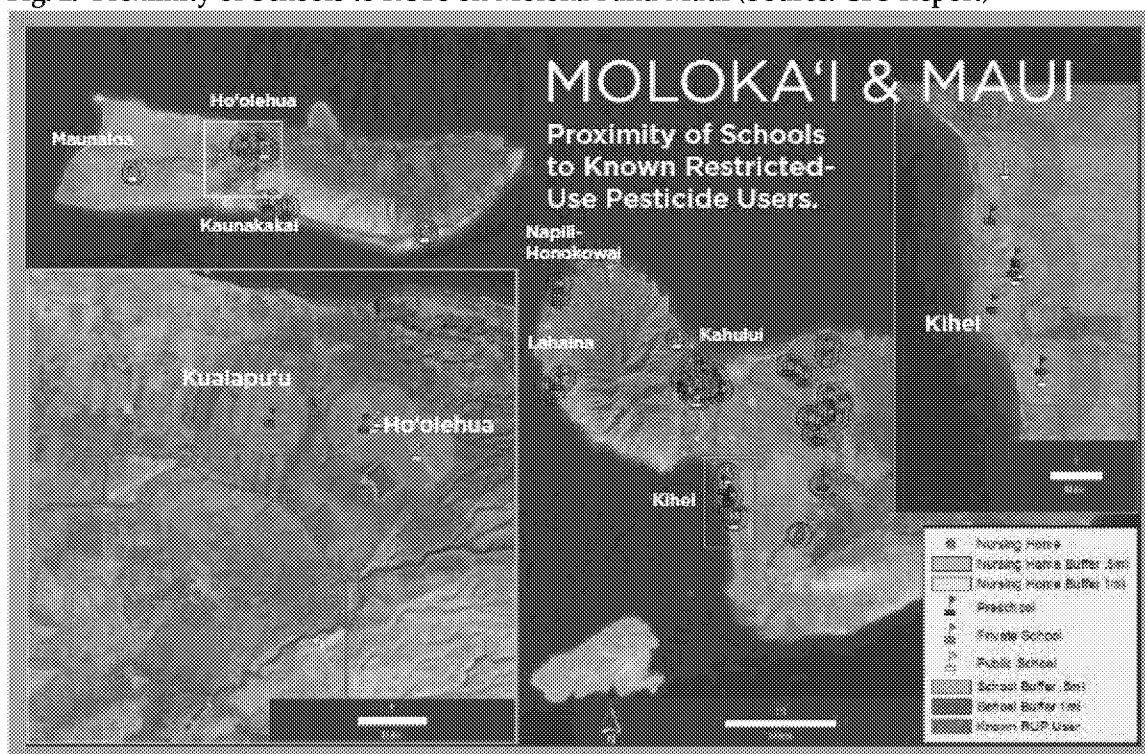 MOLOKA'I & MAUI
Proximity of Schools
to Known Restricted-
Use Pesticide Users.
Ho'olehua
Maunaloa
Kaunakakai
Napili-
Honokowai
Lahaina
Kahului
Kihei
Kihei
Kualapu'u
Ho'olehua
Nursing Home
Nursing Home Buffer .5mi
Nursing Home Buffer 1mi
Preschool
Private School
Public School
School Buffer .5mi
School Buffer 1mi
Known RUP User